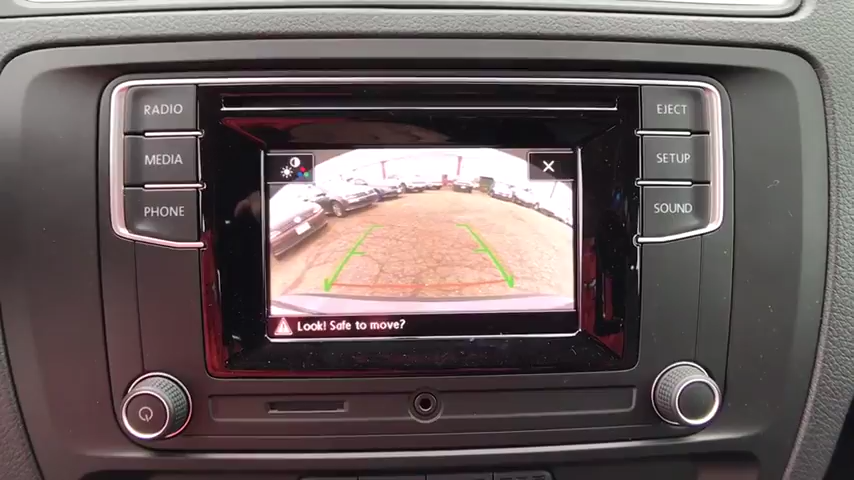 RADIO
EJECT
MEDIA
SETUP
PHONE
SOUND
Look! Safe to move?